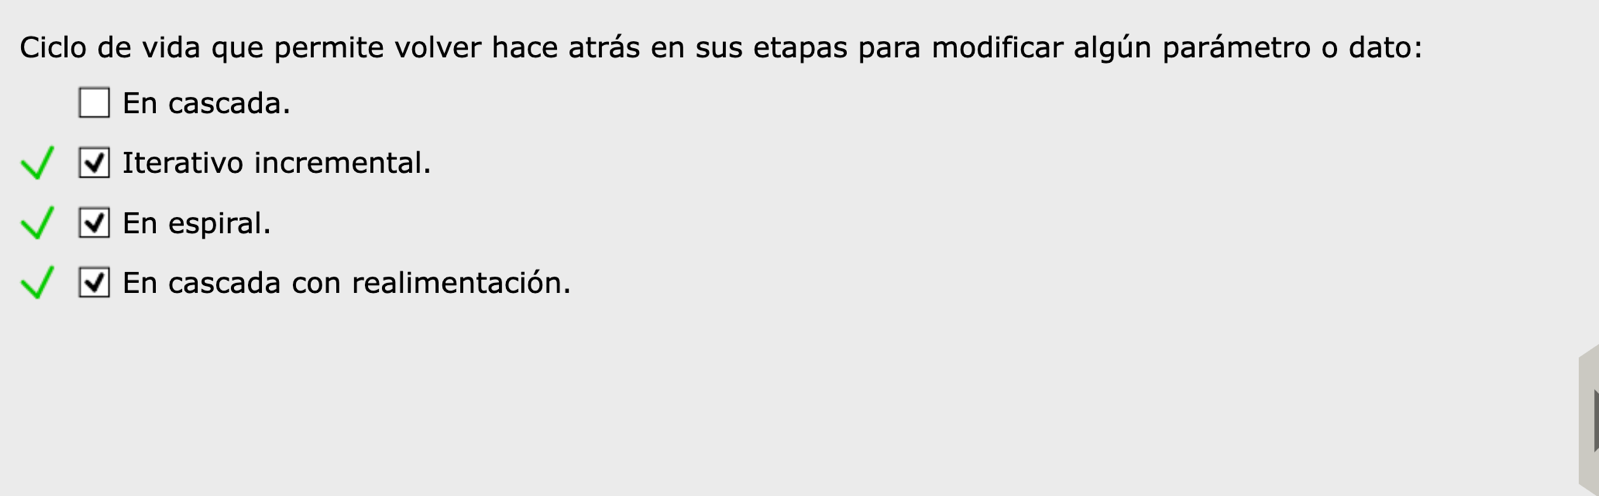 Ciclo de vida que permite volver hace atrás en sus etapas para modificar algún parámetro o dato:
En cascada.
Iterativo incremental.
En espiral.
En cascada con realimentación.